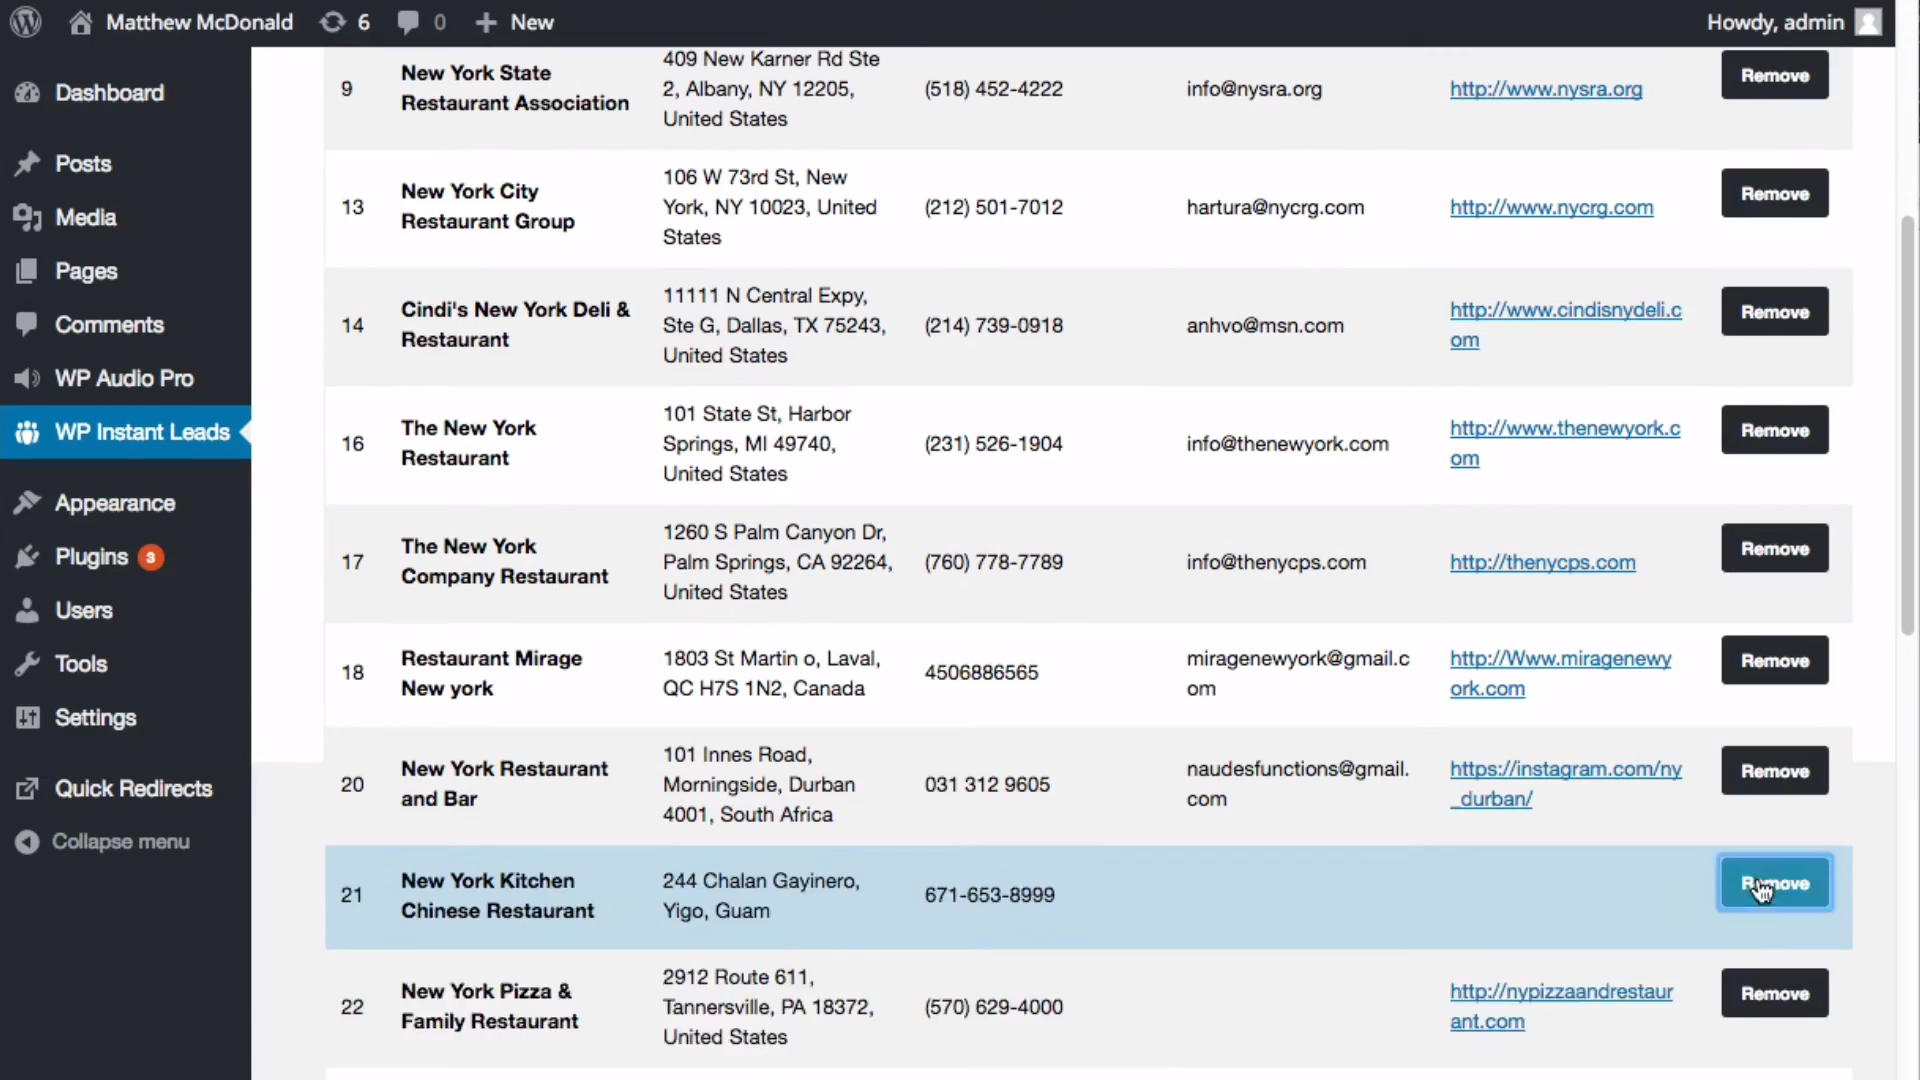 Matthew McDonald 6 0 New Howdy, admin
Dashboard
Posts
Media
Pages
Comments
WP Audio Pro
WP Instant Leads
Appearance
Plugins 3
Users
Tools
Settings
Quick Redirects
Collapse menu
9 New York State Restaurant Association 409 New Karner Rd Ste 2, Albany, NY 12205, United States (518) 452-4222 info@nysra.org http://www.nysra.org Remove
13 New York City Restaurant Group 106 W 73rd St, New York, NY 10023, United States (212) 501-7012 hartura@nycrg.com http://www.nycrg.com Remove
14 Cindi's New York Deli & Restaurant 11111 N Central Expy, Ste G, Dallas, TX 75243, United States (214) 739-0918 anhvo@msn.com http://www.cindisnydeli.com Remove
16 The New York Restaurant 101 State St, Harbor Springs, MI 49740, United States (231) 526-1904 info@thenewyork.com http://www.thenewyork.com Remove
17 The New York Company Restaurant 1260 S Palm Canyon Dr, Palm Springs, CA 92264, United States (760) 778-7789 info@thenycps.com http://thenycps.com Remove
18 Restaurant Mirage New york 1803 St Martin o, Laval, QC H7S 1N2, Canada 4506886565 miragenewyork@gmail.com http://Www.miragenewyork.com Remove
20 New York Restaurant and Bar 101 Innes Road, Morningside, Durban 4001, South Africa 031 312 9605 naudesfunctions@gmail.com https://instagram.com/ny_durban/ Remove
21 New York Kitchen Chinese Restaurant 244 Chalan Gayinero, Yigo, Guam 671-653-8999 Remove
22 New York Pizza & Family Restaurant 2912 Route 611, Tannersville, PA 18372, United States (570) 629-4000 http://nypizzaandrestaurant.com Remove